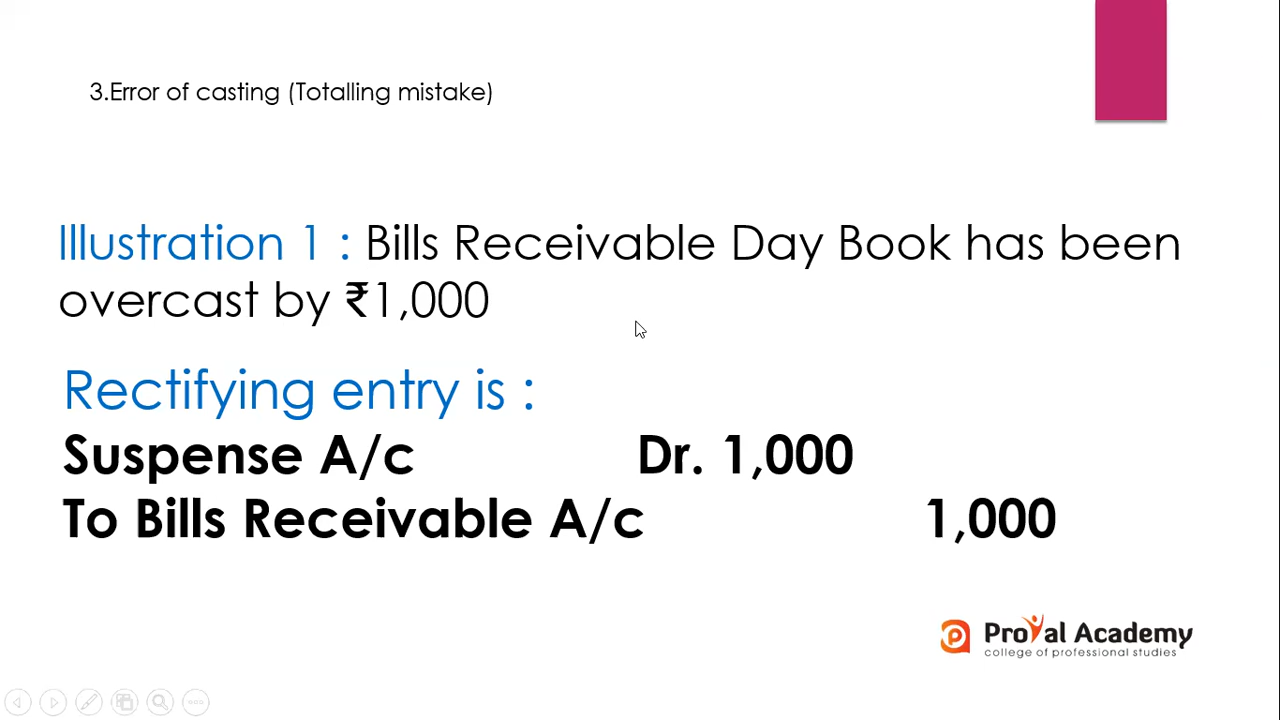 3.Error of casting (Totalling mistake)
Illustration 1 : Bills Receivable Day Book has been
overcast by ₹1,000
Rectifying entry is :
Suspense A/c Dr. 1,000
To Bills Receivable A/c 1,000
ProVal Academy
college of professional studies